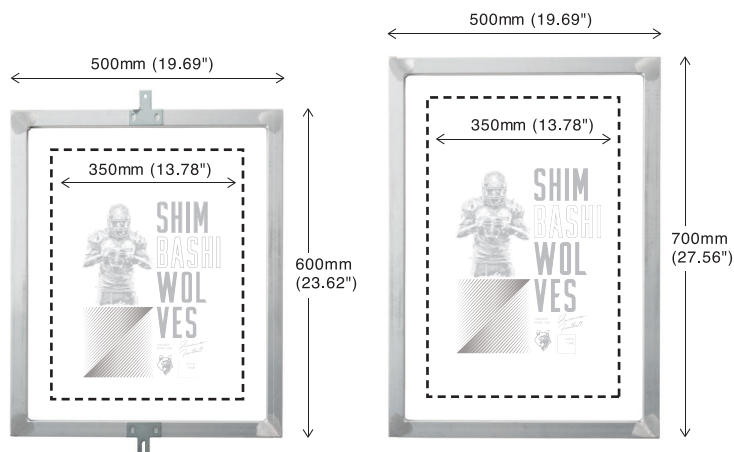 500mm (19.69")
350mm (13.78")
SHIM
BASHI
WOL
VES
600mm
(23.62")
500mm (19.69")
350mm (13.78")
SHIM
BASHI
WOL
VES
700mm
(27.56")